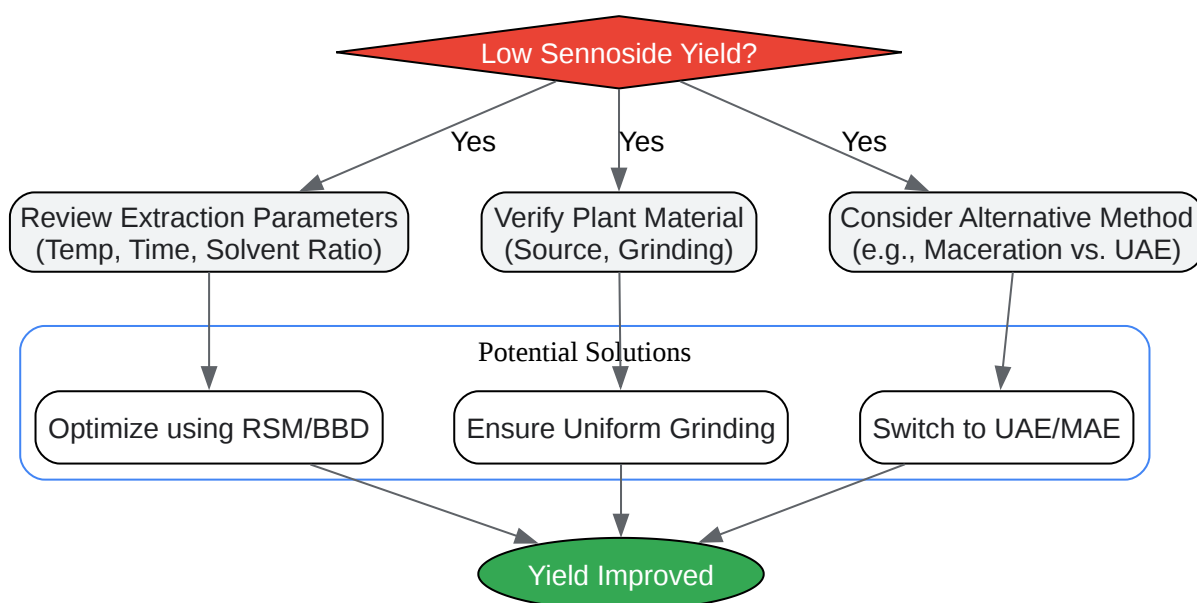 Low Sennoside Yield?
Yes
Yes
Yes
Review Extraction Parameters
(Temp, Time, Solvent Ratio)
Verify Plant Material
(Source, Grinding)
Consider Alternative Method
(e.g., Maceration vs. UAE)
Potential Solutions
Optimize using RSM/BBD
Ensure Uniform Grinding
Switch to UAE/MAE
Yield Improved